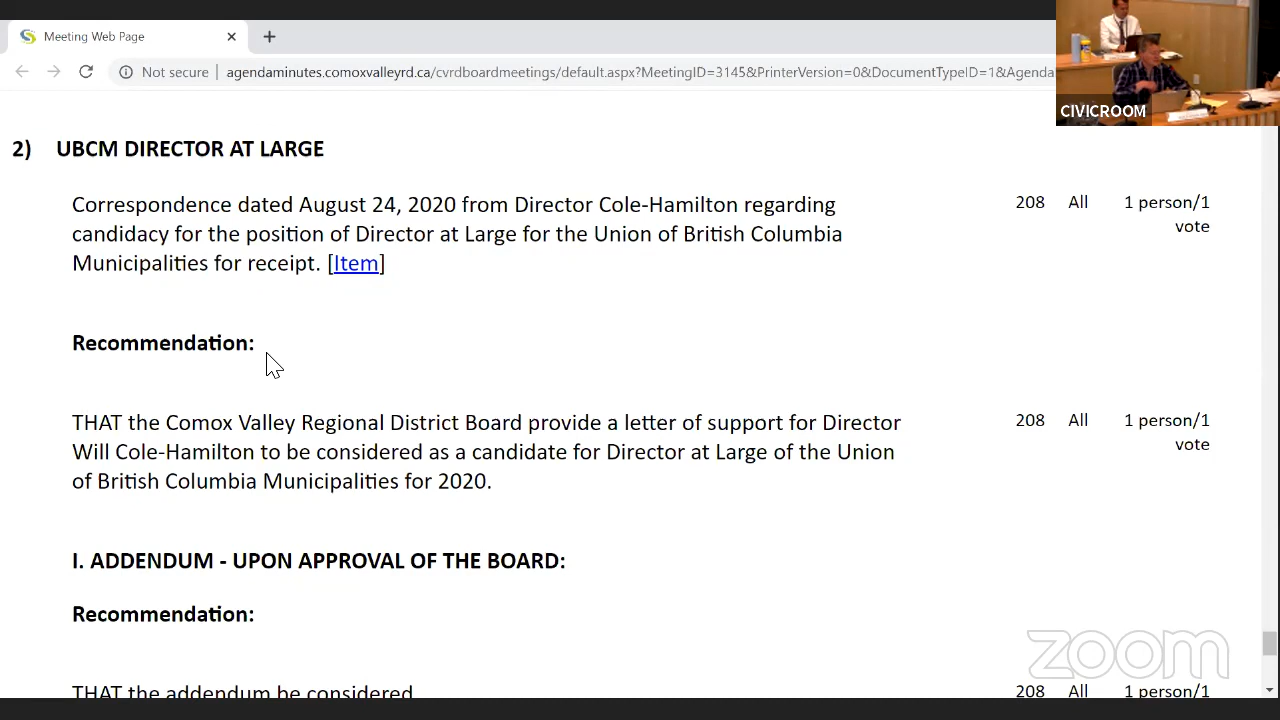 Meeting Web Page
Not secure
agendaminutes.comoxvalleyrd.ca/cvrdboardmeetings/default.aspx?MeetingID=3145&PrinterVersion=0&DocumentTypeID=1&Agenda
CIVICROOM
2) UBCM DIRECTOR AT LARGE
Correspondence dated August 24, 2020 from Director Cole-Hamilton regarding 208 All 1 person/1
candidacy for the position of Director at Large for the Union of British Columbia vote
Municipalities for receipt. [Item]
Recommendation:
THAT the Comox Valley Regional District Board provide a letter of support for Director 208 All 1 person/1
Will Cole-Hamilton to be considered as a candidate for Director at Large of the Union vote
of British Columbia Municipalities for 2020.
I. ADDENDUM - UPON APPROVAL OF THE BOARD:
Recommendation:
zoom
THAT the addendum be considered 208 All 1 person/1